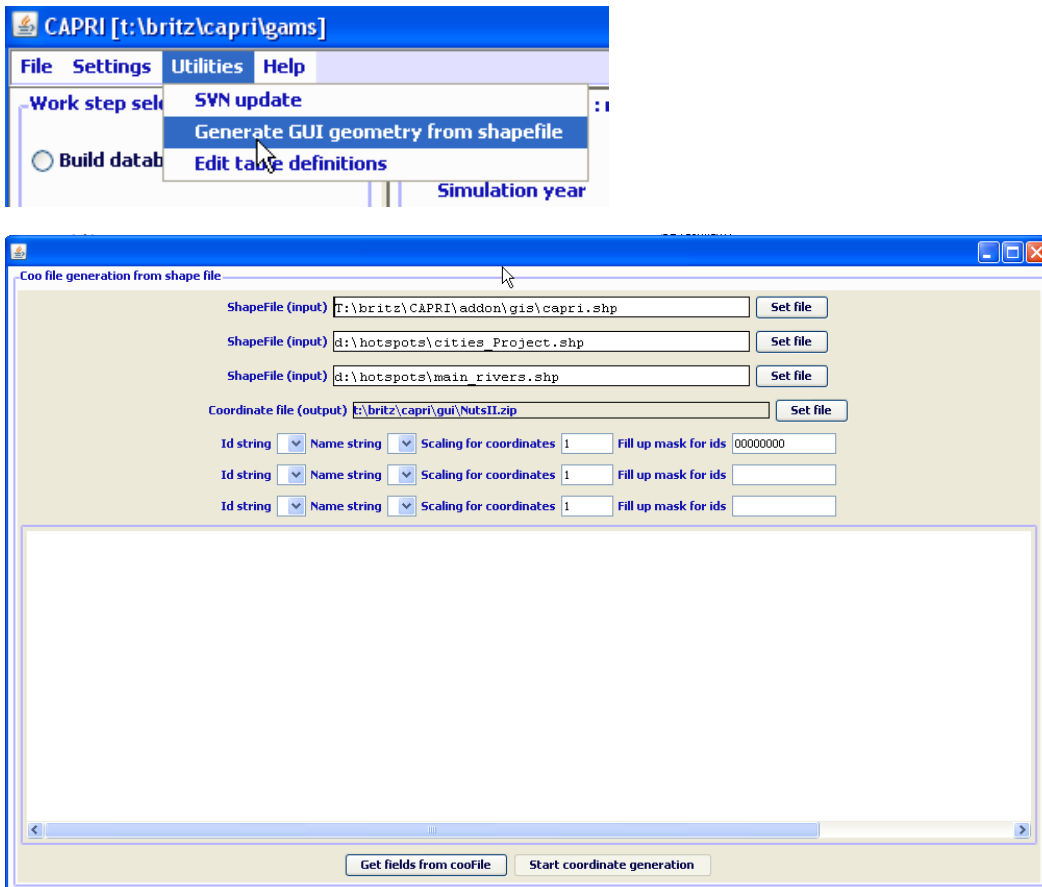 CAPRI [t:\britz\capri\gams]
File Settings Utilities Help
Work step sele
SVN update
Generate GUI geometry from shapefile
Build datab
Edit table definitions
Simulation year
Coo file generation from shape file
ShapeFile (input) T:\britz\CAPRI\addon\gis\capri.shp Set file
ShapeFile (input) d:\hotspots\cities_Project.shp Set file
ShapeFile (input) d:\hotspots\main_rivers.shp Set file
Coordinate file (output) t:\britz\capri\gui\NutsII.zip Set file
Id string Name string Scaling for coordinates 1 Fill up mask for ids 00000000
Id string Name string Scaling for coordinates 1 Fill up mask for ids
Id string Name string Scaling for coordinates 1 Fill up mask for ids
Get fields from cooFile Start coordinate generation